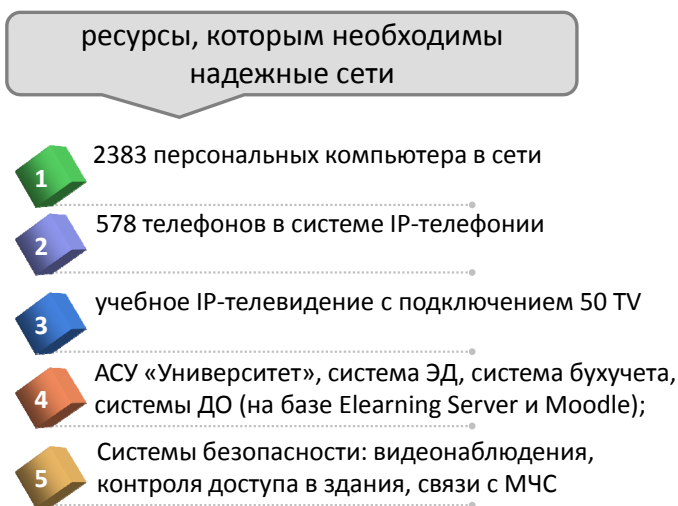 ресурсы, которым необходимы
надежные сети
1
2383 персональных компьютера в сети
2
578 телефонов в системе IP-телефонии
3
учебное IP-телевидение с подключением 50 TV
4
АСУ «Университет», система ЭД, система бухучета,
системы ДО (на базе Elearning Server и Moodle);
5
Системы безопасности: видеонаблюдения,
контроля доступа в здания, связи с МЧС